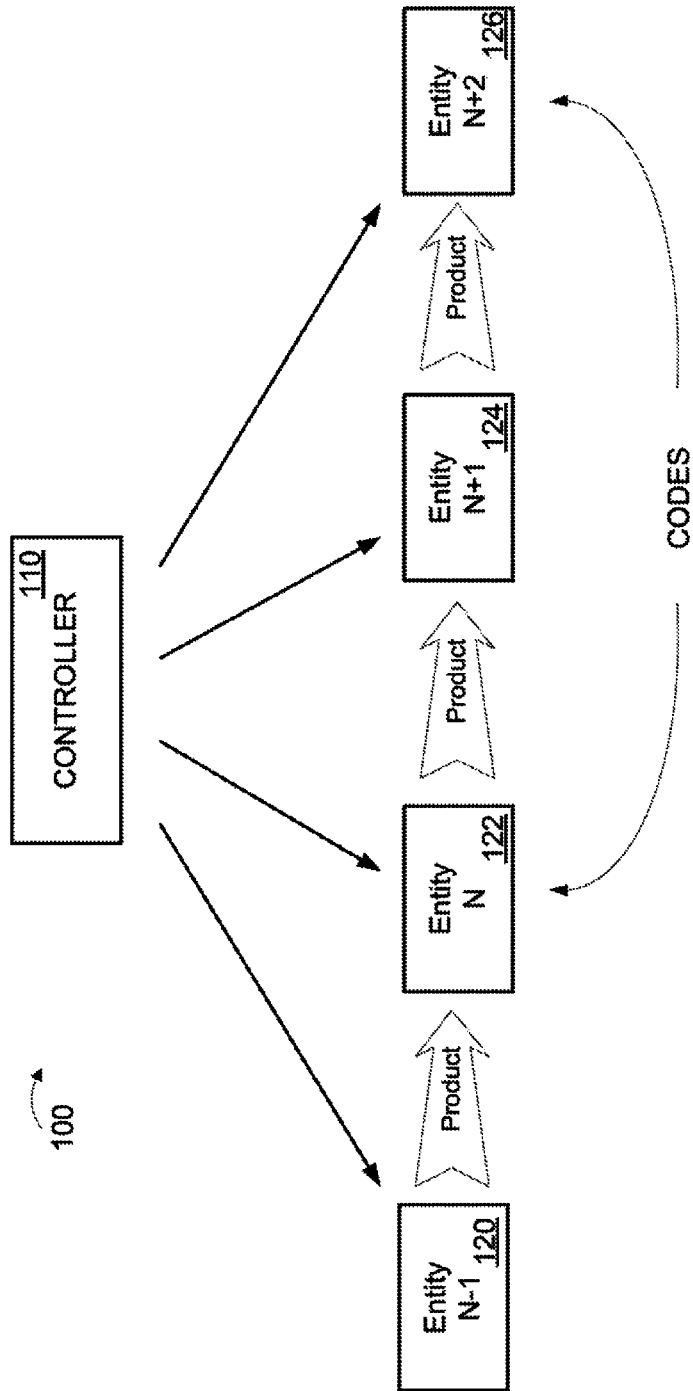 100
CONTROLLER
110
Entity
N-1
120
Product
Entity
N
122
Product
Entity
N+1
124
Product
Entity
N+2
126
CODES